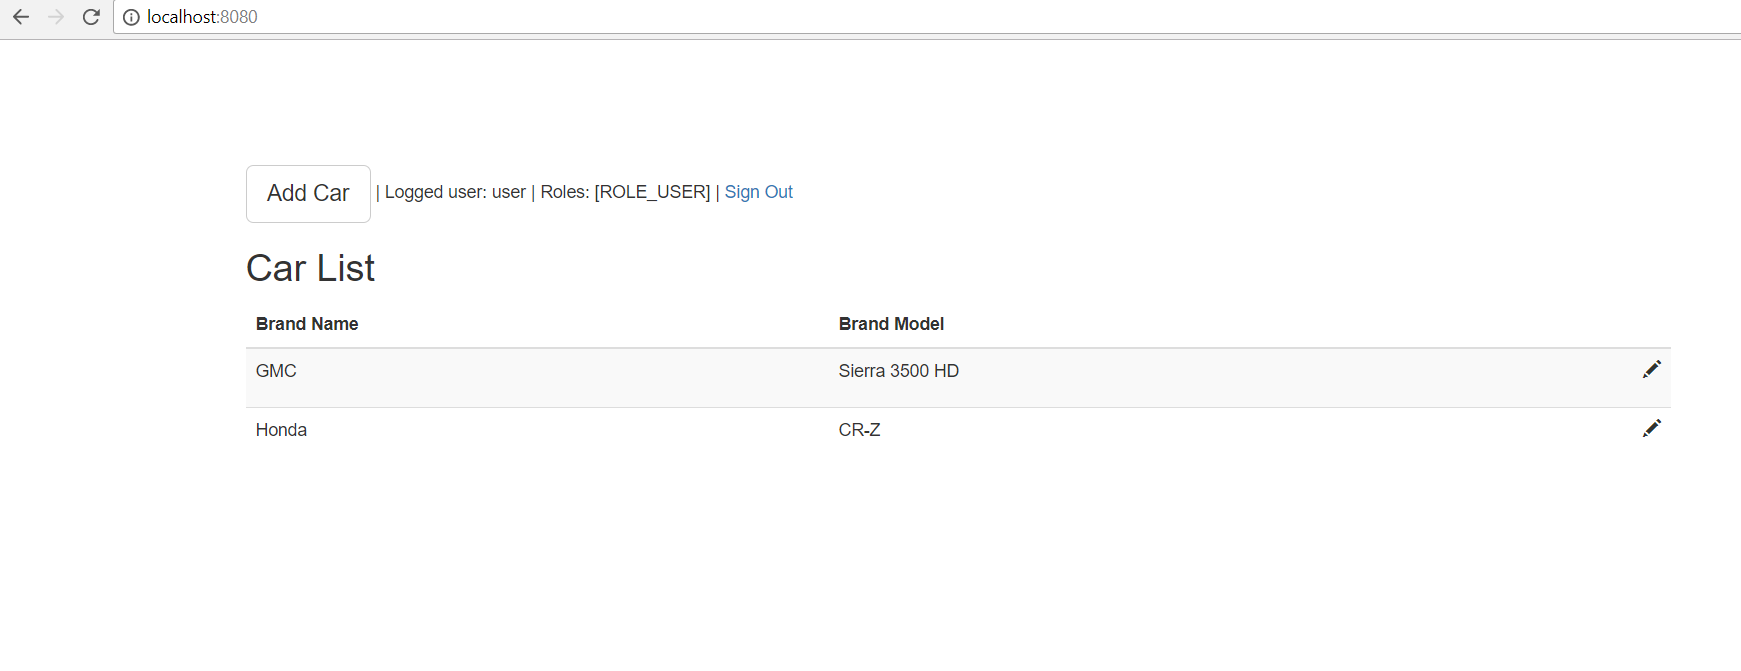 localhost:8080
Add Car | Logged user: user | Roles: [ROLE_USER] | Sign Out
Car List
Brand Name Brand Model
GMC Sierra 3500 HD
Honda CR-Z